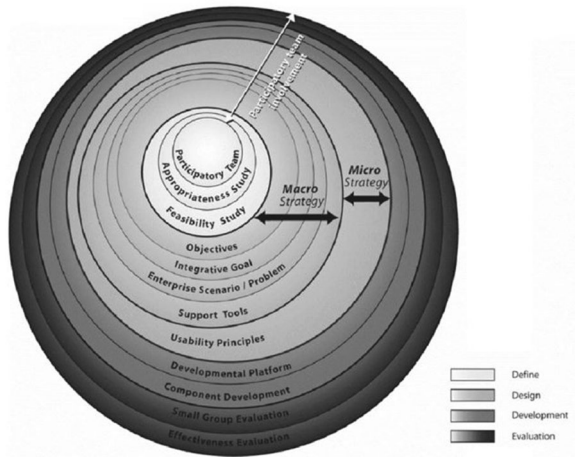 Participatory team
involvement
Participatory Team
Appropriateness Study
Feasibility Study
Macro
Strategy
Micro
Strategy
Objectives
Integrative Goal
Enterprise Scenario / Problem
Support Tools
Usability Principles
Developmental Platform
Component Development
Small Group Evaluation
Effectiveness Evaluation
Define
Design
Development
Evaluation